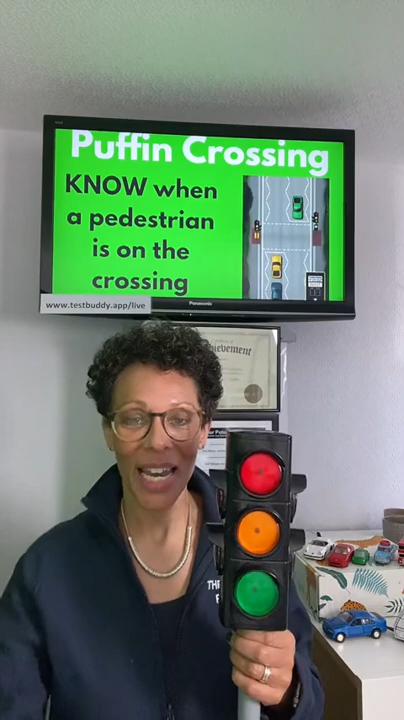 Puffin Crossing
KNOW when
a pedestrian
is on the
crossing
Panasonic
www.testbuddy.app/live